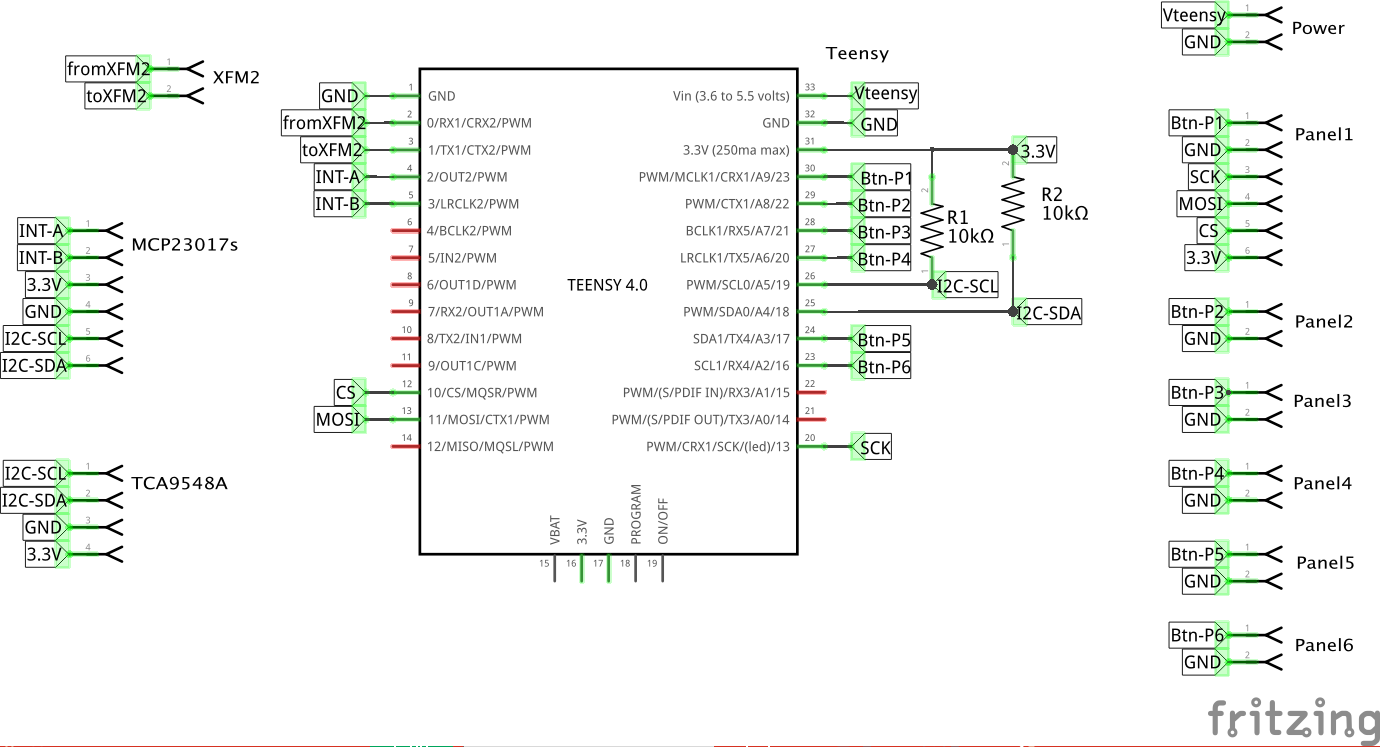 fromXFM2 1
toXFM2 2
XFM2
INT-A 1
INT-B 2
3.3V 3
GND 4
I2C-SCL 5
I2C-SDA 6
MCP23017s
I2C-SCL 1
I2C-SDA 2
GND 3
3.3V 4
TCA9548A
Teensy
TEENSY 4.0
GND 1 GND
fromXFM2 2 0/RX1/CRX2/PWM
toXFM2 3 1/TX1/CTX2/PWM
INT-A 4 2/OUT2/PWM
INT-B 5 3/LRCLK2/PWM
6 4/BCLK2/PWM
7 5/IN2/PWM
8 6/OUT1D/PWM
9 7/RX2/OUT1A/PWM
10 8/TX2/IN1/PWM
11 9/OUT1C/PWM
CS 12 10/CS/MQSR/PWM
MOSI 13 11/MOSI/CTX1/PWM
14 12/MISO/MQSL/PWM
Vin (3.6 to 5.5 volts) 33 Vteensy
GND 32 GND
3.3V (250ma max) 31 3.3V
PWM/MCLK1/CRX1/A9/23 30 Btn-P1
PWM/CTX1/A8/22 29 Btn-P2
BCLK1/RX5/A7/21 28 Btn-P3
LRCLK1/TX5/A6/20 27 Btn-P4
PWM/SCL0/A5/19 26 I2C-SCL
PWM/SDA0/A4/18 25 I2C-SDA
SDA1/TX4/A3/17 24 Btn-P5
SCL1/RX4/A2/16 23 Btn-P6
PWM/(S/PDIF IN)/RX3/A1/15 22
PWM/(S/PDIF OUT)/TX3/A0/14 21
PWM/CRX1/SCK/(led)/13 20 SCK
VBAT
3.3V
GND
PROGRAM
ON/OFF
15 16 17 18 19
2
R1
10kΩ
1
2
R2
10kΩ
1
Vteensy 1
GND 2
Power
Btn-P1 1
GND 2
SCK 3
MOSI 4
CS 5
3.3V 6
Panel1
Btn-P2 1
GND 2
Panel2
Btn-P3 1
GND 2
Panel3
Btn-P4 1
GND 2
Panel4
Btn-P5 1
GND 2
Panel5
Btn-P6 1
GND 2
Panel6
fritzing